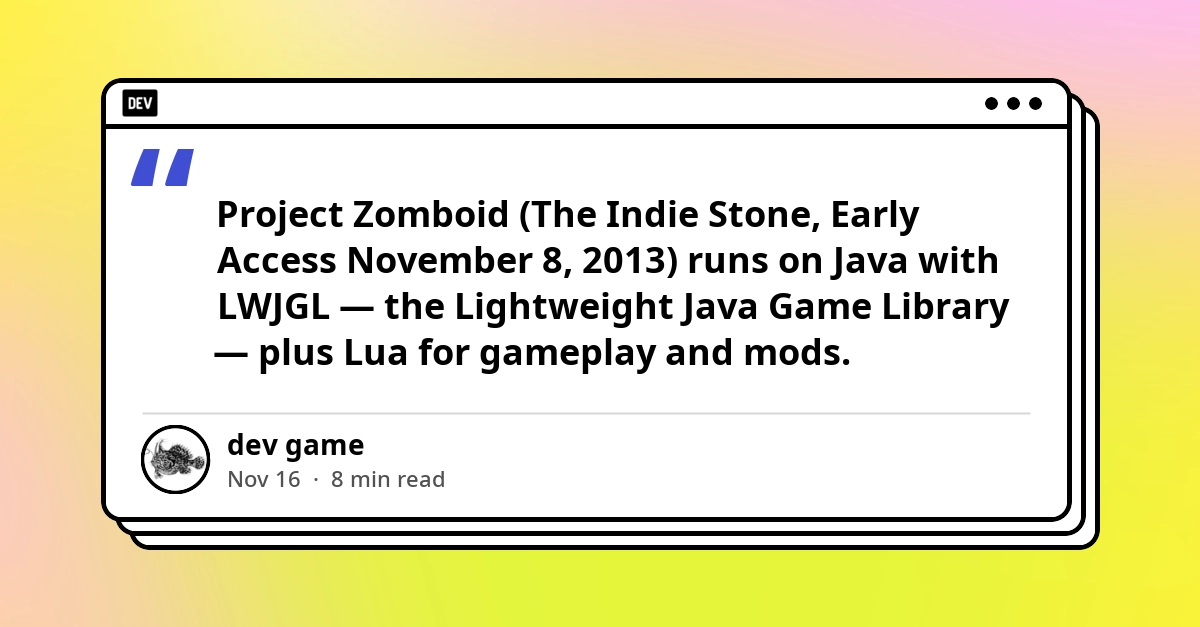 DEV
Project Zomboid (The Indie Stone, Early
Access November 8, 2013) runs on Java with
LWJGL — the Lightweight Java Game Library
— plus Lua for gameplay and mods.
dev game
Nov 16 · 8 min read